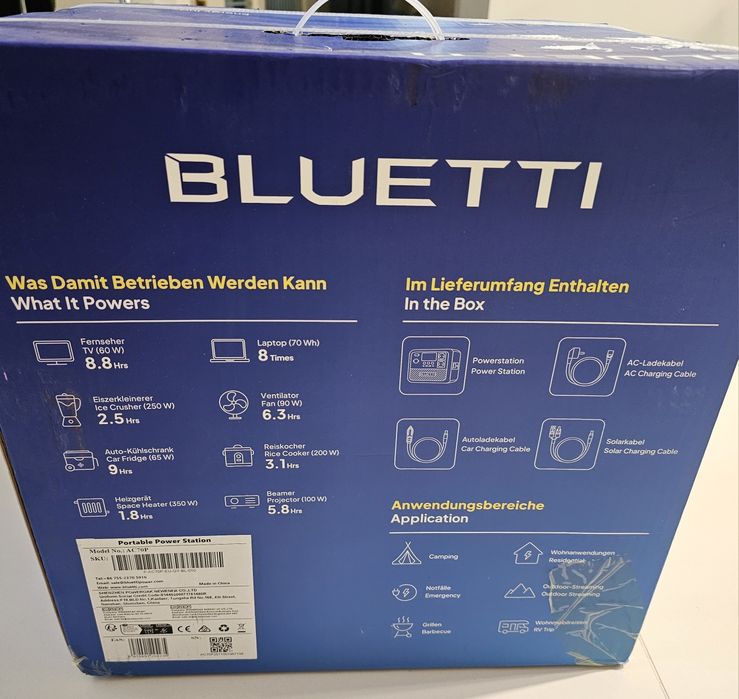 BLUETTI
Was Damit Betrieben Werden Kann
What It Powers
Fernseher
TV (60 W)
8.8 Hrs
Laptop (70 Wh)
8 Times
Eiszerkleinerer
Ice Crusher (250 W)
2.5 Hrs
Ventilator
Fan (90 W)
6.3 Hrs
Auto-Kühlschrank
Car Fridge (65 W)
9 Hrs
Reiskocher
Rice Cooker (200 W)
3.1 Hrs
Heizgerät
Space Heater (350 W)
1.8 Hrs
Beamer
Projector (100 W)
5.8 Hrs
Im Lieferumfang Enthalten
In the Box
Powerstation
Power Station
AC-Ladekabel
AC Charging Cable
Autoladekabel
Car Charging Cable
Solarkabel
Solar Charging Cable
Anwendungsbereiche
Application
Camping
Wohnanwendungen
Residential
Notfälle
Emergency
Outdoor-Streaming
Outdoor Streaming
Grillen
Barbecue
Wohnmobilreisen
RV Trip
Portable Power Station
Model No.: AC70P
SKU:
Made in China
EAN:
SN: